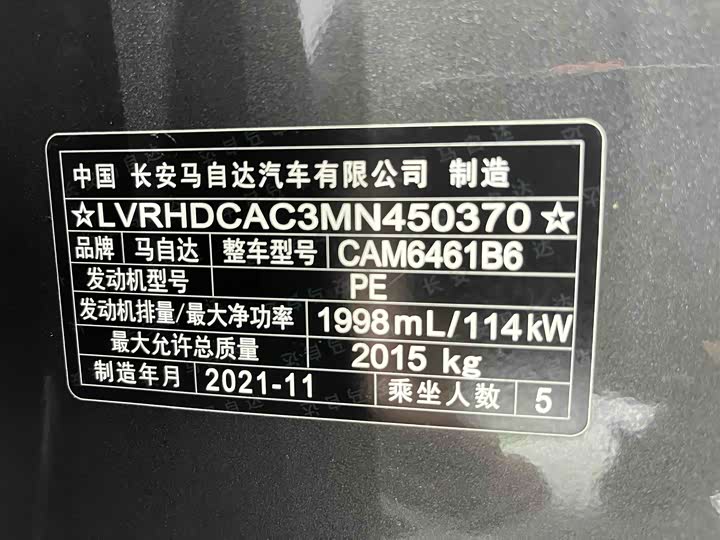 中国 长安马自达汽车有限公司 制造
☆LVRHDCAC3MN450370☆
品牌 马自达 整车型号 CAM6461B6
发动机型号 PE
发动机排量/最大净功率 1998mL/114kW
最大允许总质量 2015 kg
制造年月 2021-11 乘坐人数 5